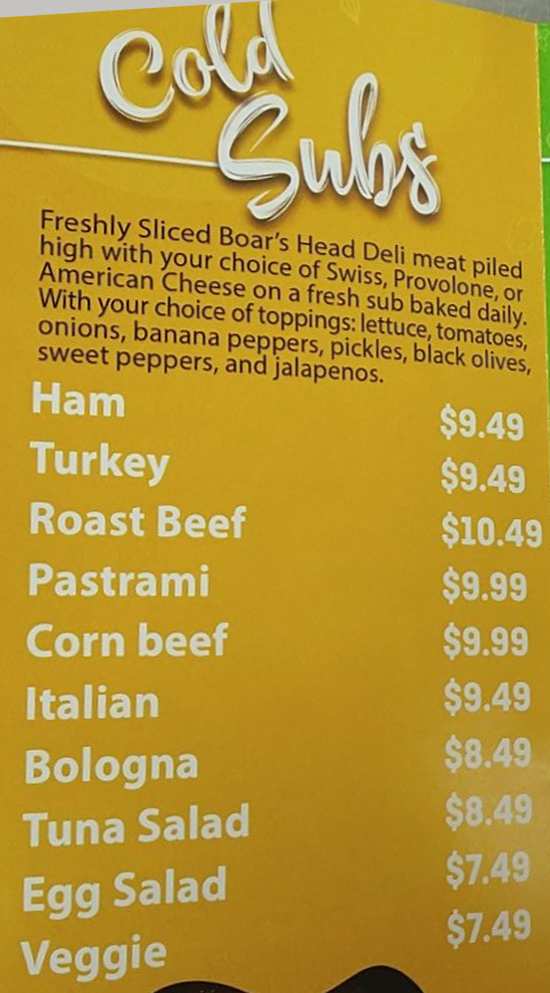 Cold
Subs
Freshly Sliced Boar's Head Deli meat piled
high with your choice of Swiss, Provolone, or
American Cheese on a fresh sub baked daily.
With your choice of toppings: lettuce, tomatoes,
onions, banana peppers, pickles, black olives,
sweet peppers, and jalapenos.
Ham $9.49
Turkey $9.49
Roast Beef $10.49
Pastrami $9.99
Corn beef $9.99
Italian $9.49
Bologna $8.49
Tuna Salad $8.49
Egg Salad $7.49
Veggie $7.49